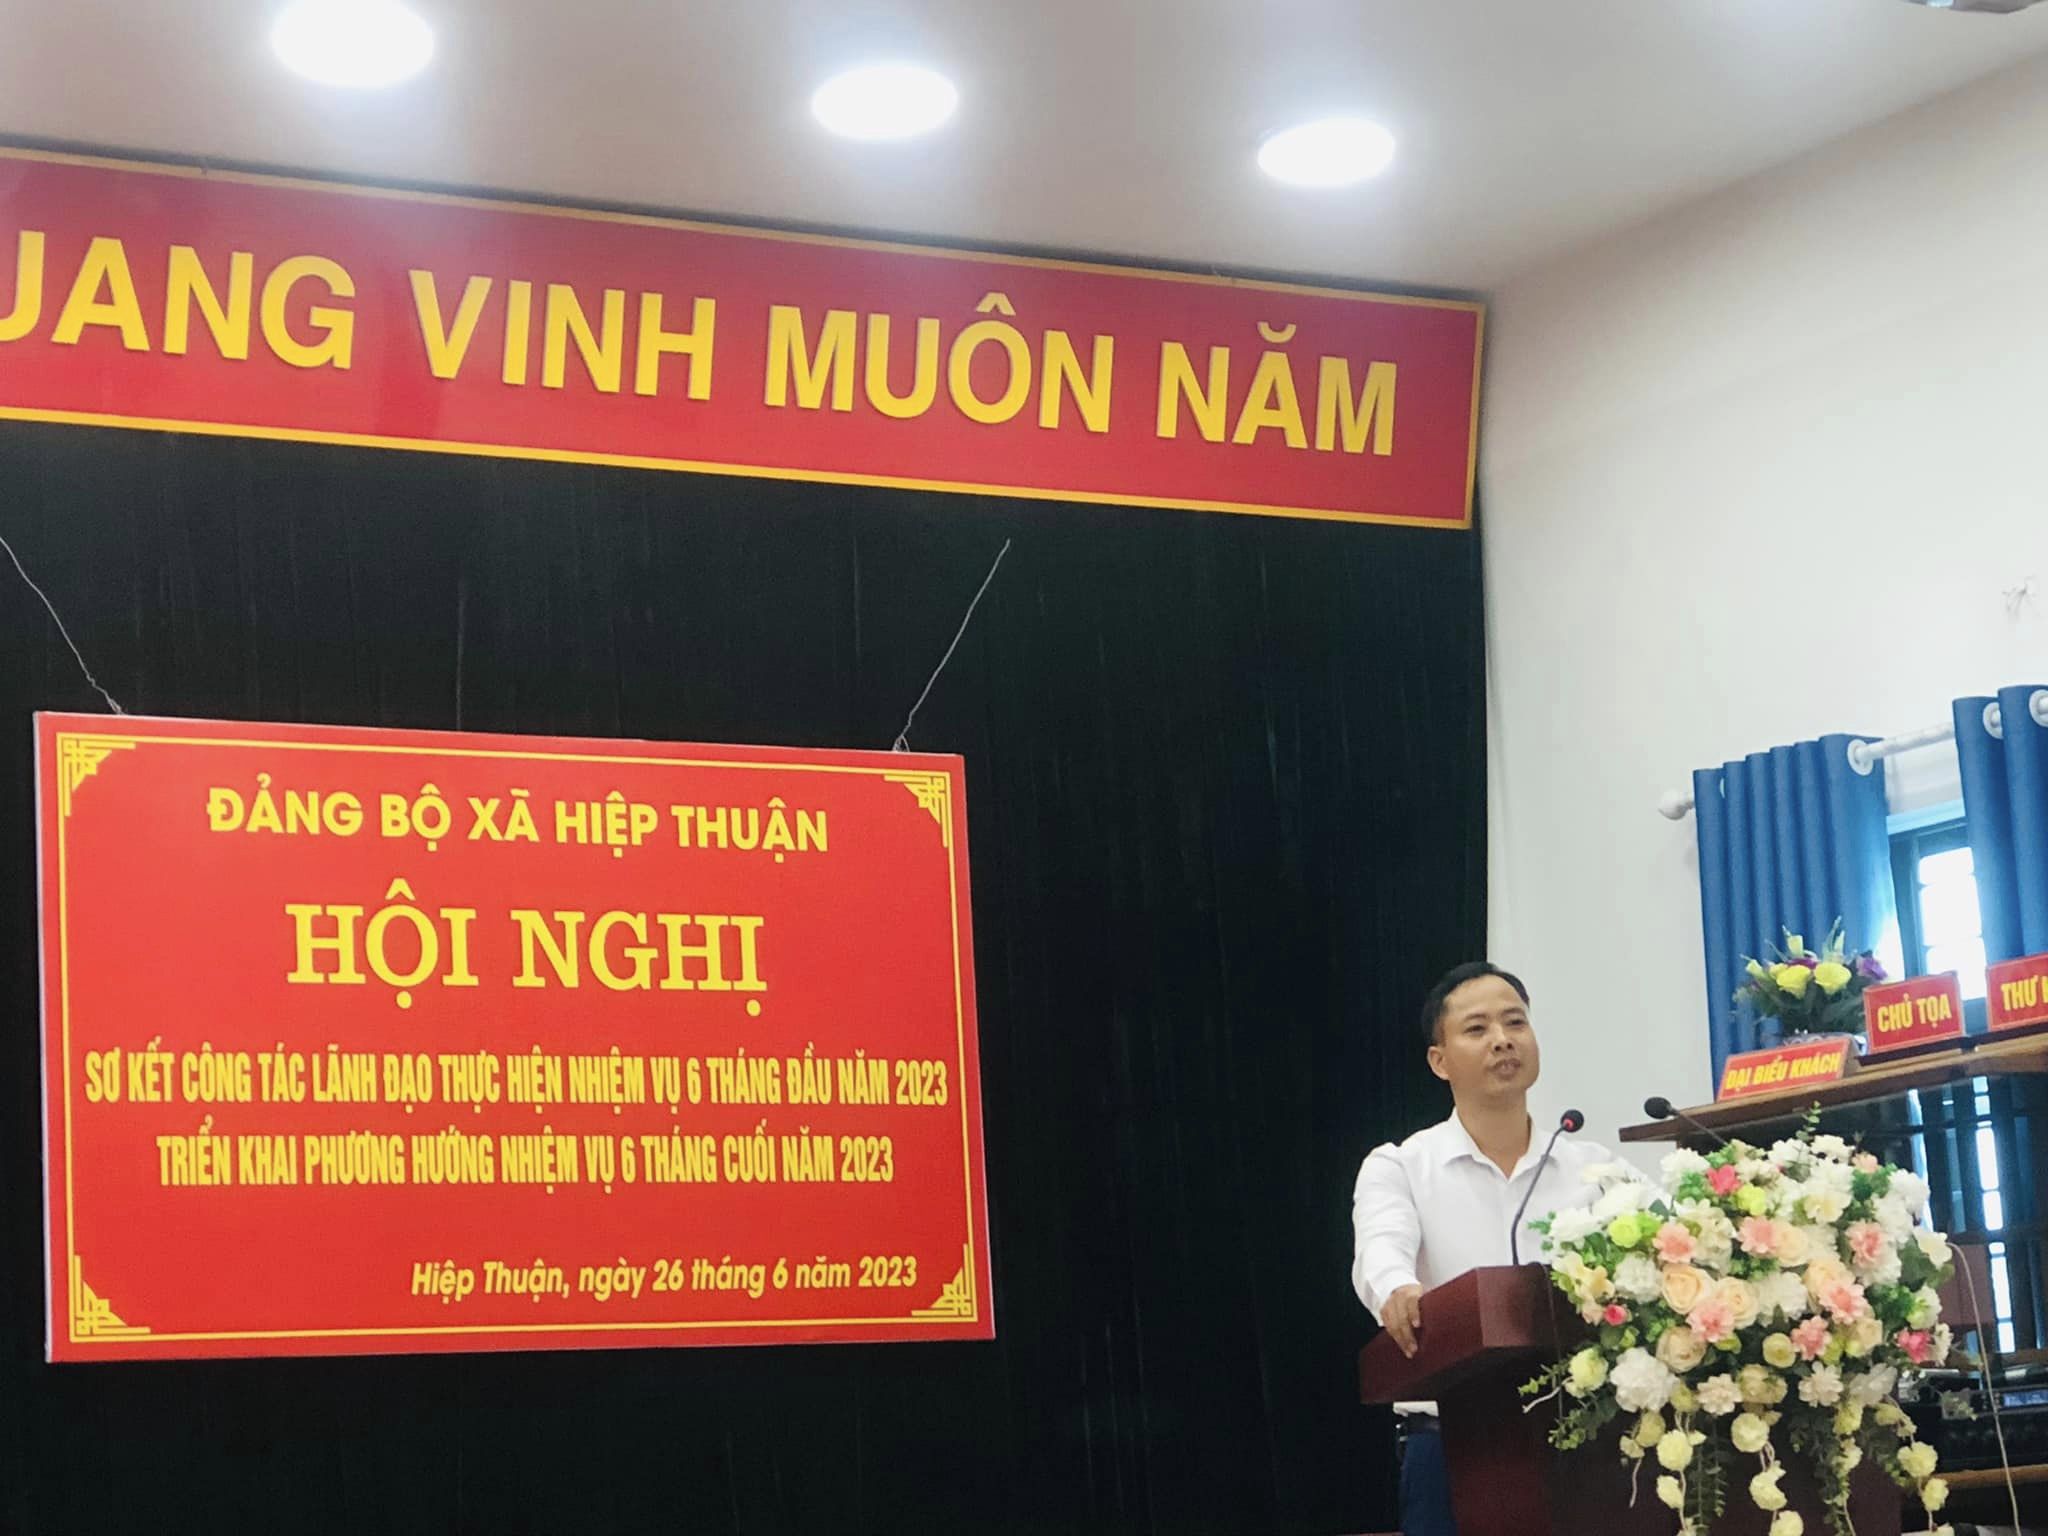 VINH MUÔN NĂM
ĐẢNG BỘ XÃ HIỆP THUẬN
HỘI NGHỊ
SƠ KẾT CÔNG TÁC LÃNH ĐẠO THỰC HIỆN NHIỆM VỤ 6 THÁNG ĐẦU NĂM 2023
TRIỂN KHAI PHƯƠNG HƯỚNG NHIỆM VỤ 6 THÁNG CUỐI NĂM 2023
Hiệp Thuận, ngày 26 tháng 6 năm 2023
CHỦ TỌA
THƯ
ĐẠI BIỂU KHÁCH